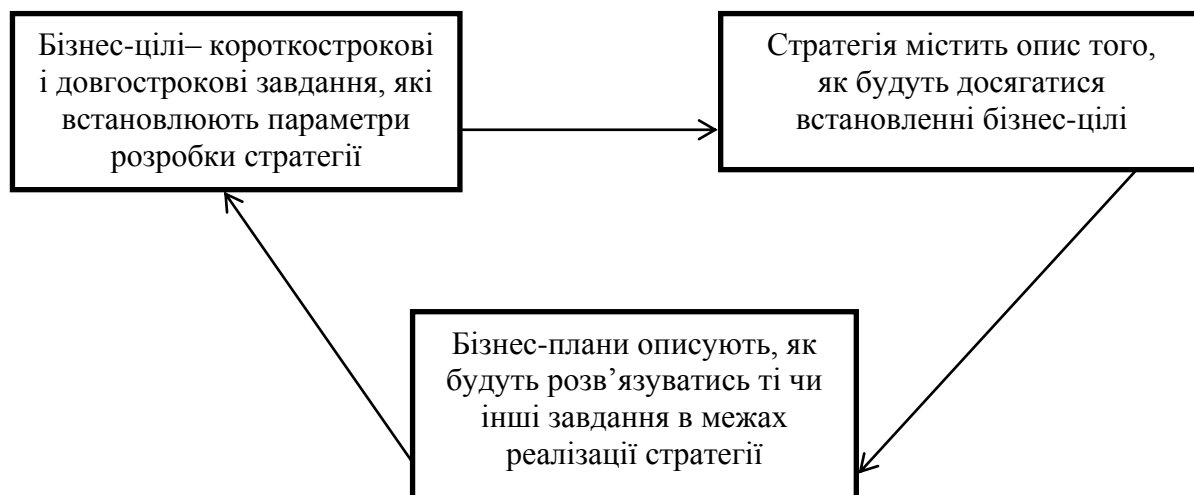 Бізнес-цілі– короткострокові
і довгострокові завдання, які
встановлюють параметри
розробки стратегії
Стратегія містить опис того,
як будуть досягатися
встановленні бізнес-цілі
Бізнес-плани описують, як
будуть розв’язуватись ті чи
інші завдання в межах
реалізації стратегії